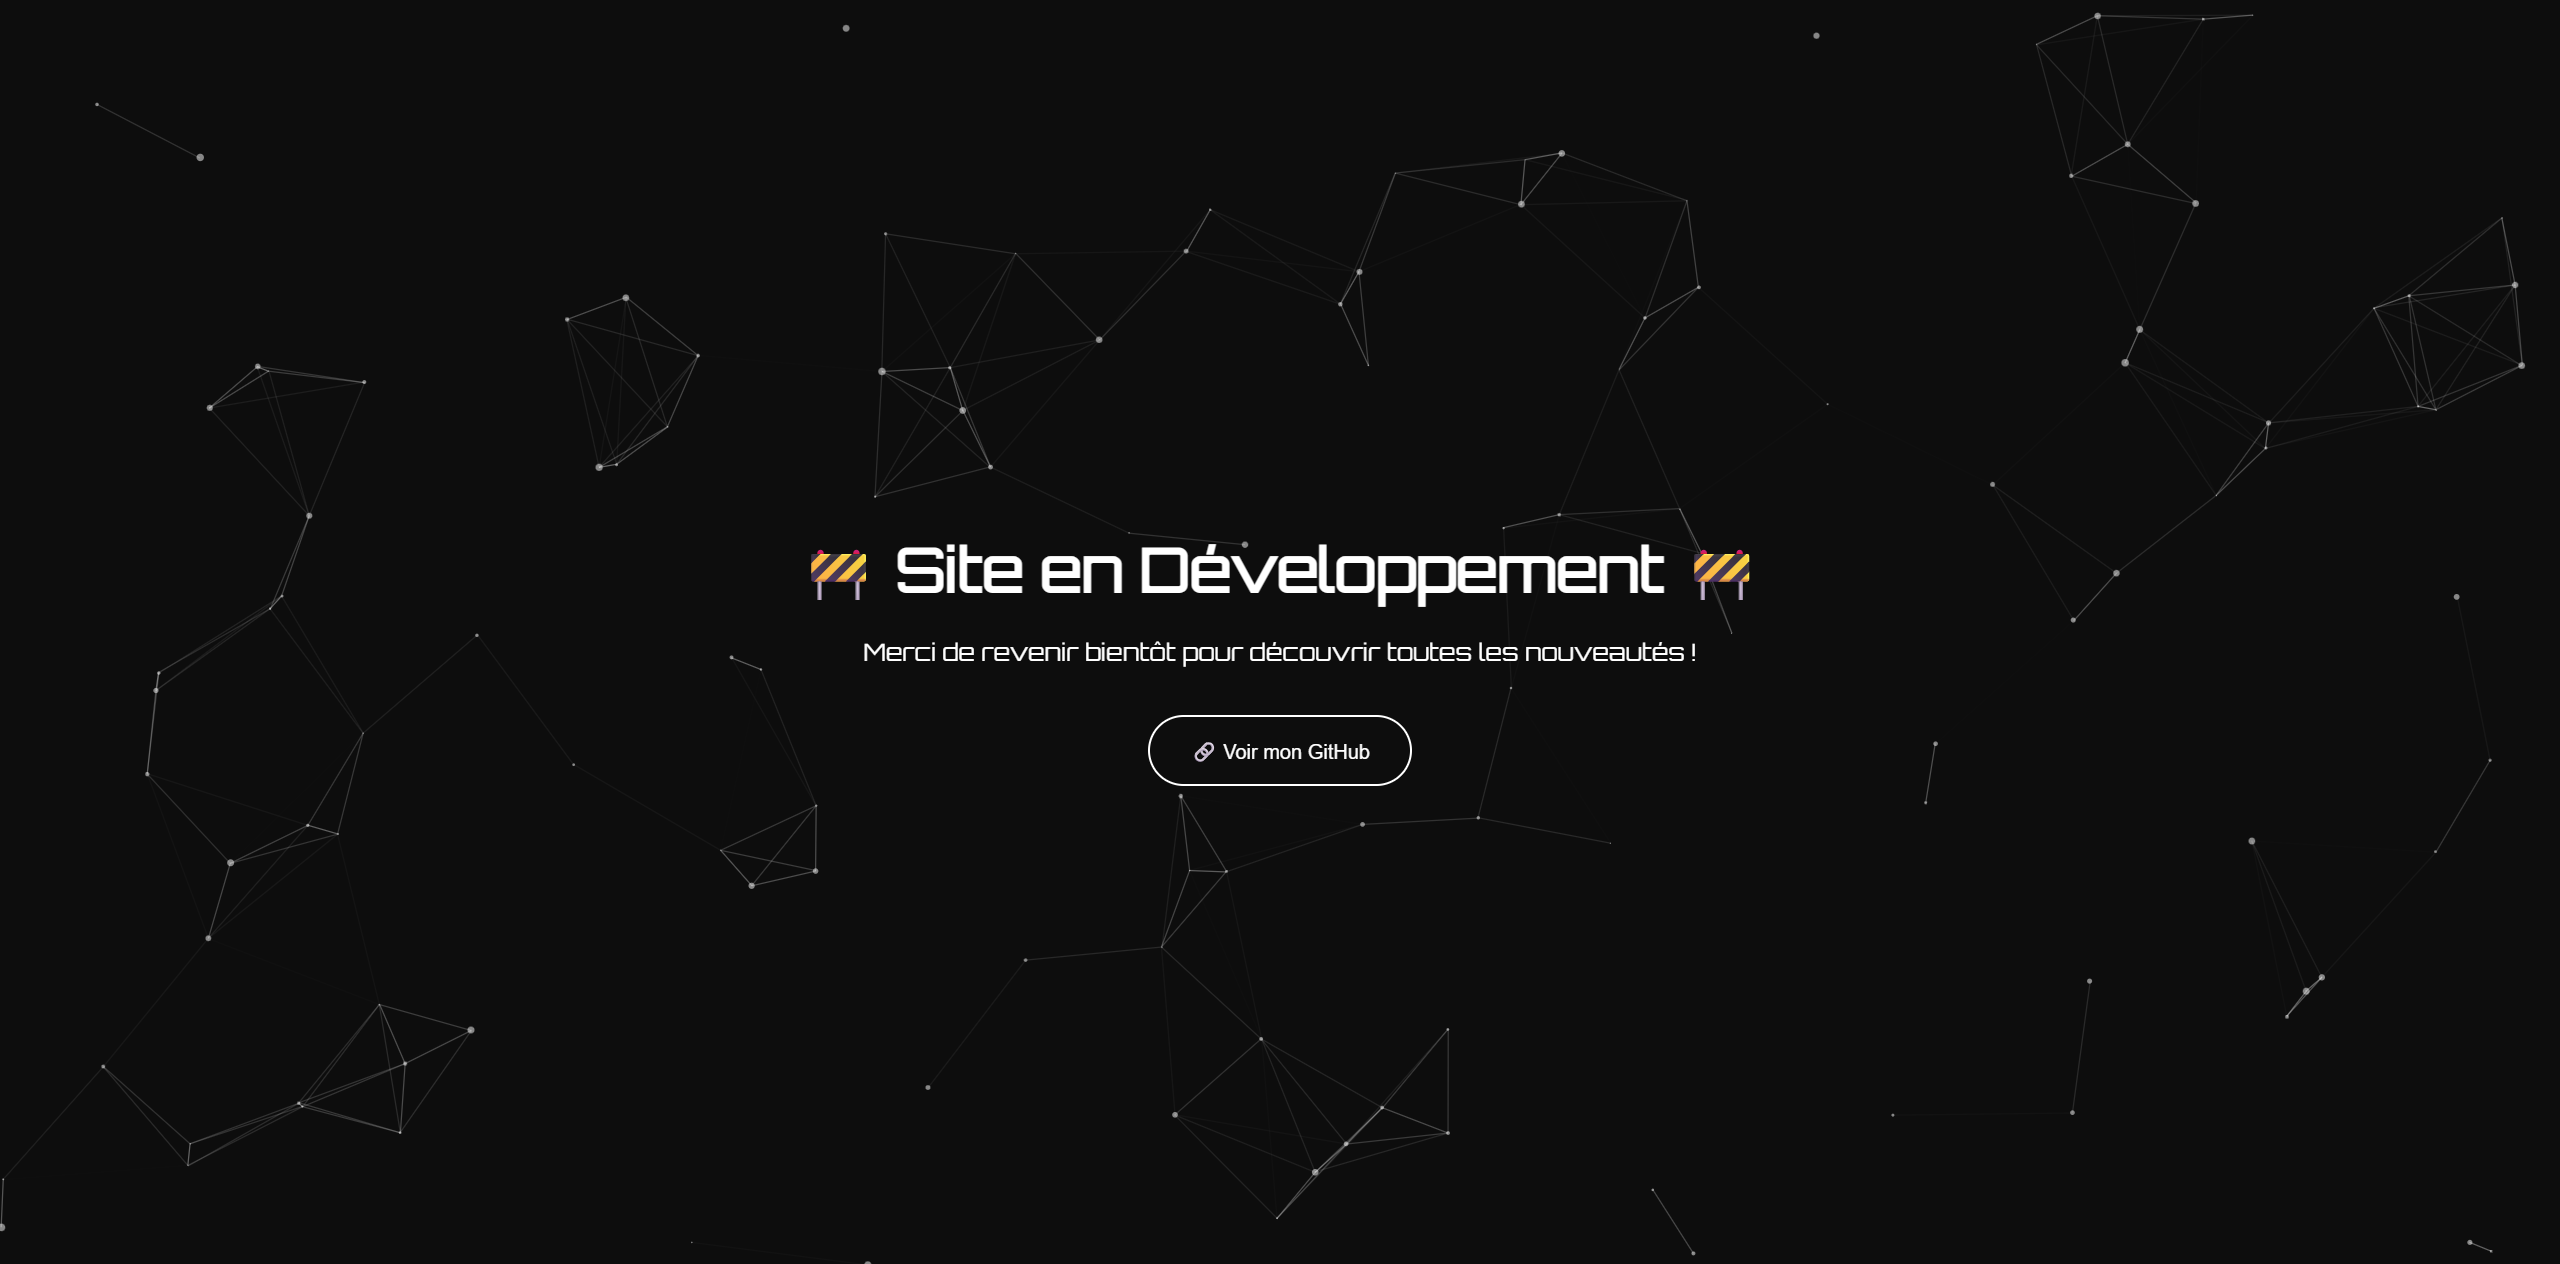 🚧 Site en Développement 🚧
Merci de revenir bientôt pour découvrir toutes les nouveautés !
🔗 Voir mon GitHub